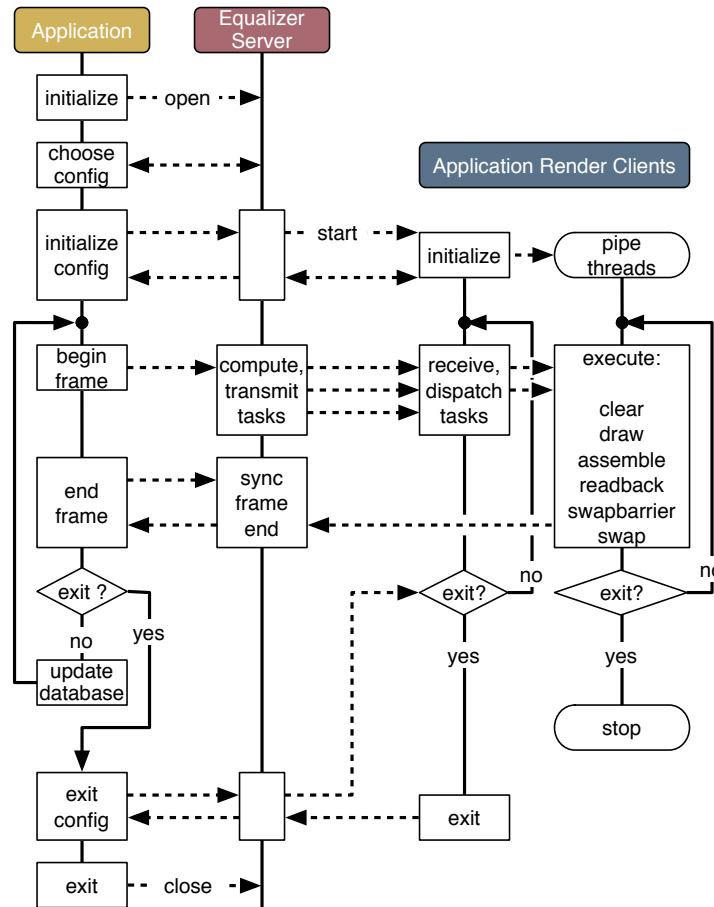 Application
Equalizer
Server
initialize
open
choose
config
Application Render Clients
initialize
config
start
initialize
pipe
threads
begin
frame
compute,
transmit
tasks
receive,
dispatch
tasks
execute:
clear
draw
assemble
readback
swapbarrier
swap
end
frame
sync
frame
end
exit ?
no
yes
update
database
exit?
no
yes
exit?
no
yes
stop
exit
config
exit
exit
close